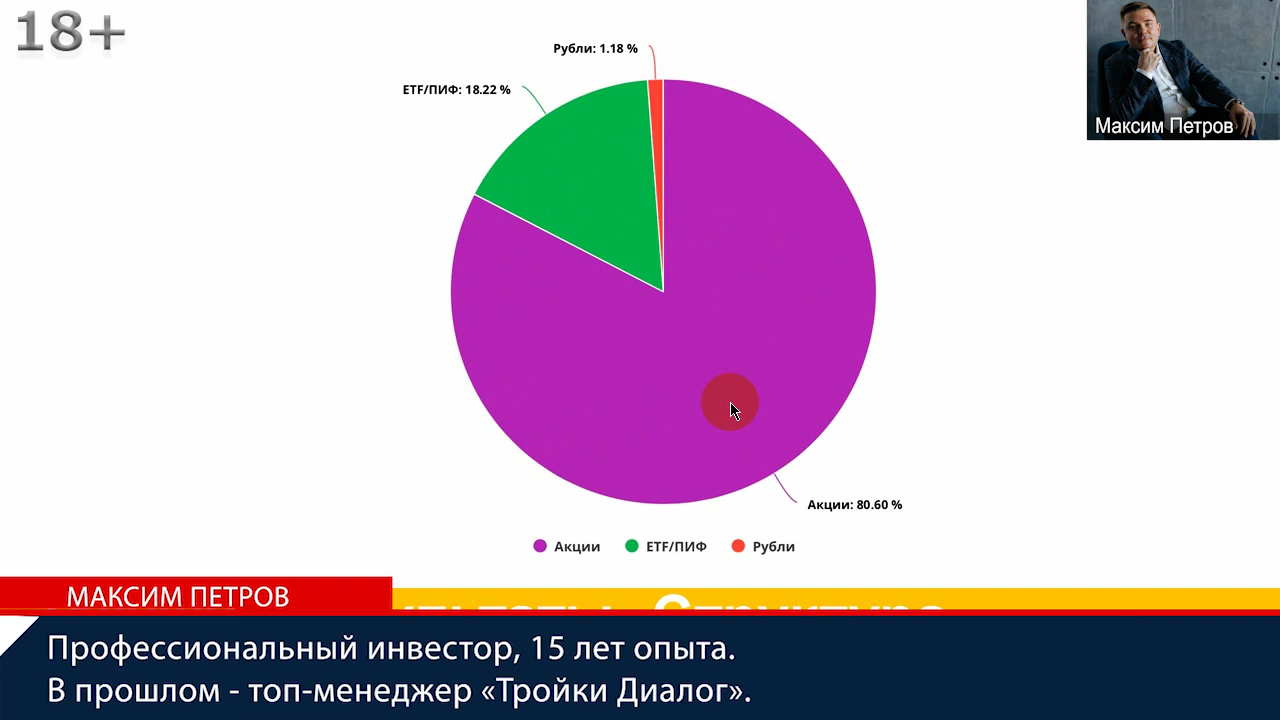 18+
Рубли: 1.18 %
ETF/ПИФ: 18.22 %
Максим Петров
Акции: 80.60 %
Акции
ETF/ПИФ
Рубли
МАКСИМ ПЕТРОВ
Профессиональный инвестор, 15 лет опыта.
В прошлом - топ-менеджер «Тройки Диалог».